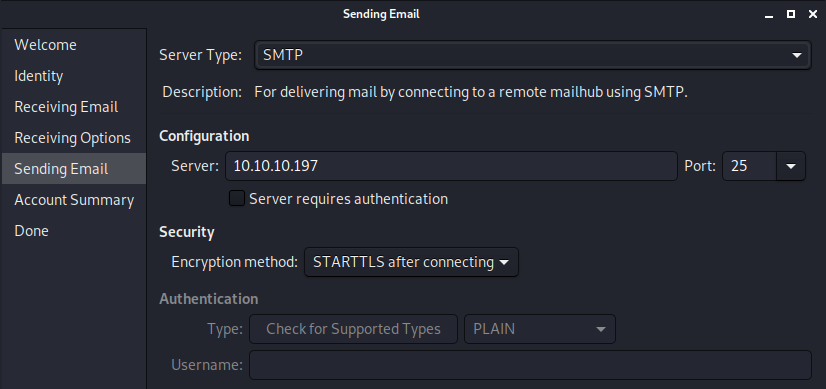 Sending Email
Welcome
Identity
Receiving Email
Receiving Options
Sending Email
Account Summary
Done
Server Type: SMTP
Description: For delivering mail by connecting to a remote mailhub using SMTP.
Configuration
Server: 10.10.10.197 Port: 25
Server requires authentication
Security
Encryption method: STARTTLS after connecting
Authentication
Type: Check for Supported Types PLAIN
Username: